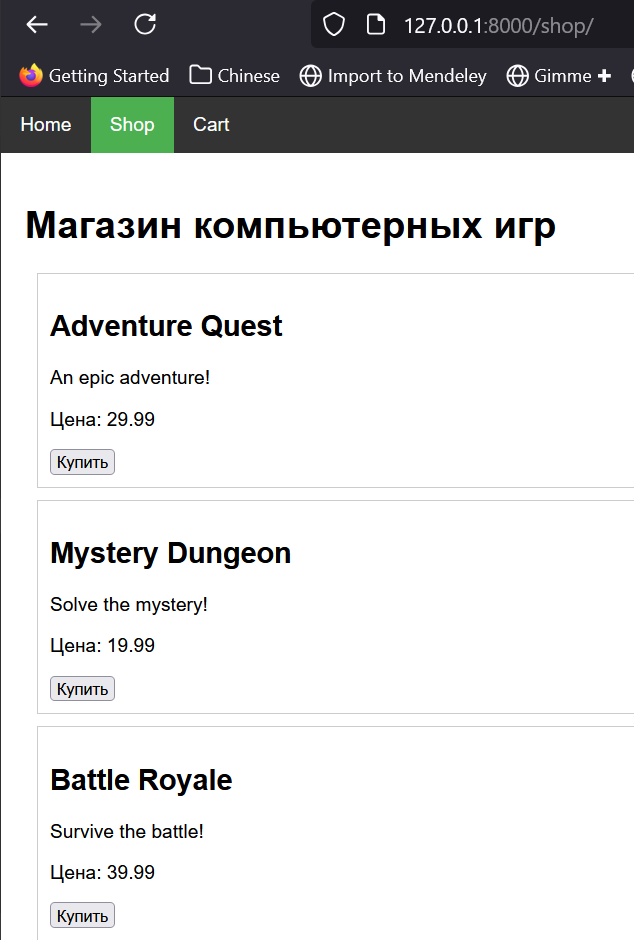 127.0.0.1:8000/shop/
Getting Started Chinese Import to Mendeley Gimme +
Home Shop Cart
Магазин компьютерных игр
Adventure Quest
An epic adventure!
Цена: 29.99
Купить
Mystery Dungeon
Solve the mystery!
Цена: 19.99
Купить
Battle Royale
Survive the battle!
Цена: 39.99
Купить